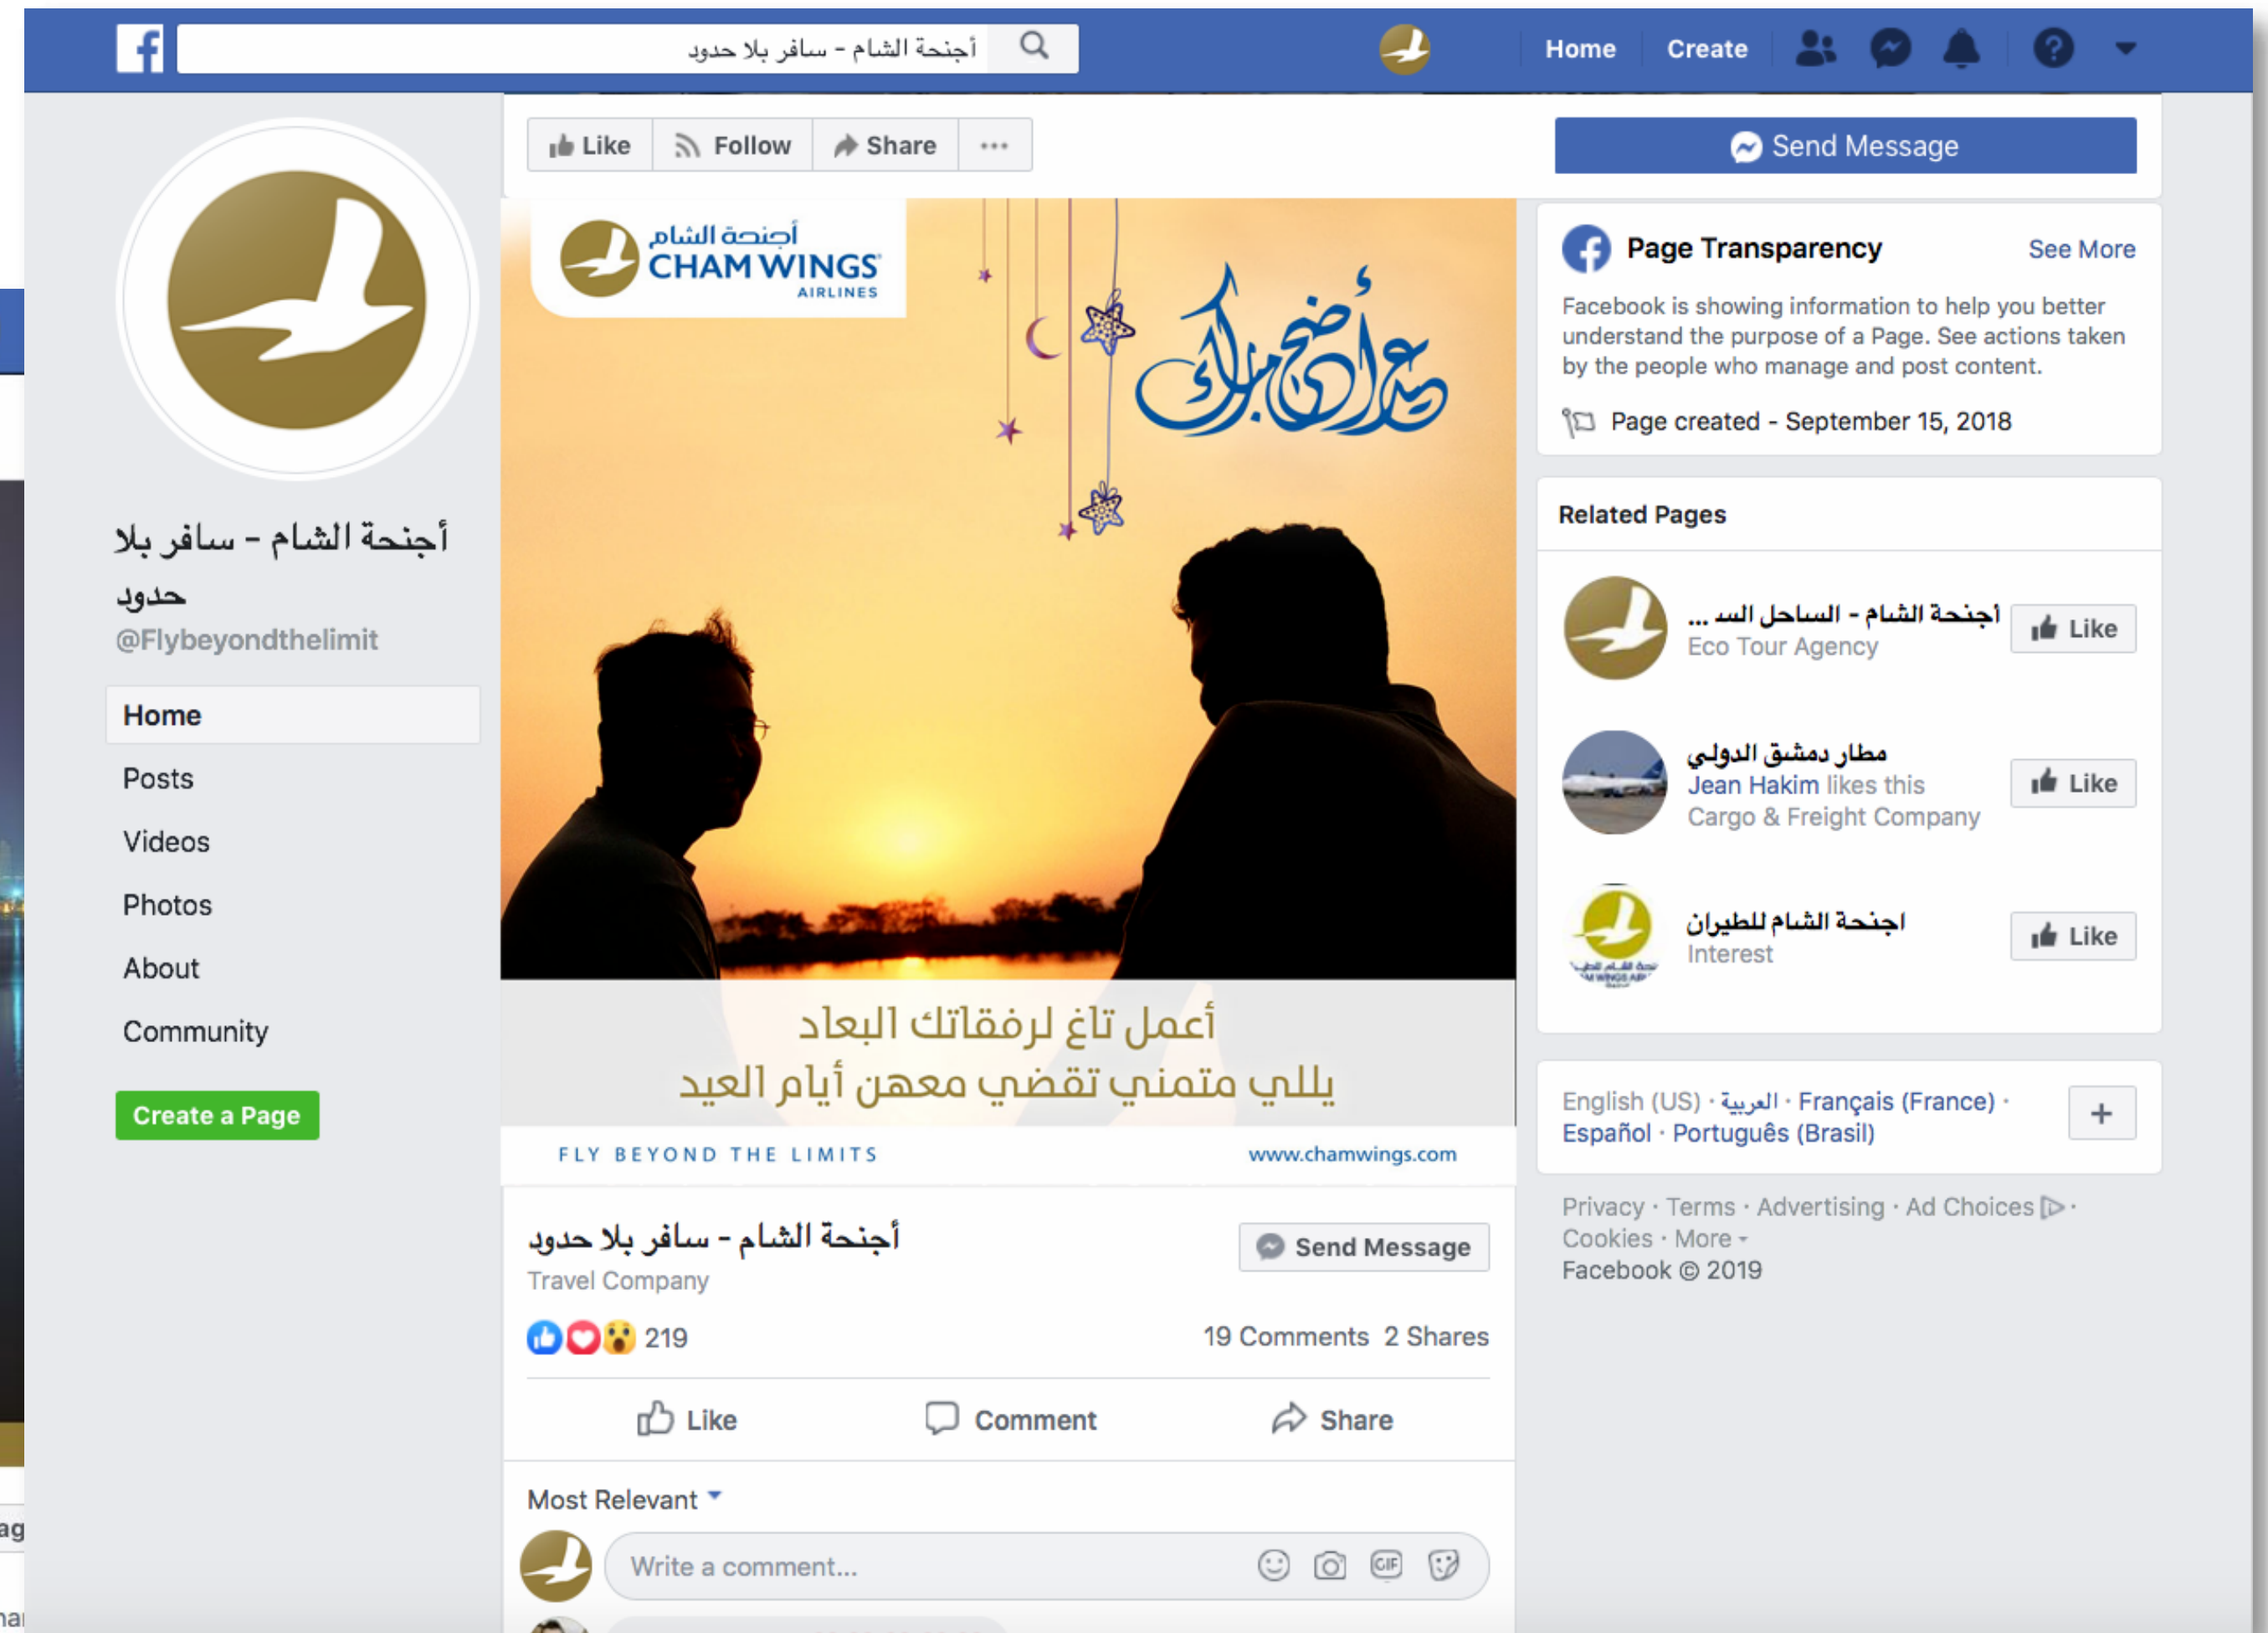 أجنحة الشام - سافر بلا حدود
Home
Create
Like
Follow
Share
Send Message
أجنحة الشام - سافر بلا
حدود
@Flybeyondthelimit
Home
Posts
Videos
Photos
About
Community
Create a Page
أجنحة الشام
CHAM WINGS
AIRLINES
عيد أضحى مبارك
أعمل تاغ لرفقاتك البعاد
يللي متمني تقضي معهن أيام العيد
FLY BEYOND THE LIMITS
www.chamwings.com
أجنحة الشام - سافر بلا حدود
Travel Company
Send Message
219
19 Comments 2 Shares
Like
Comment
Share
Most Relevant
Write a comment...
GIF
Page Transparency
See More
Facebook is showing information to help you better
understand the purpose of a Page. See actions taken
by the people who manage and post content.
Page created - September 15, 2018
Related Pages
أجنحة الشام - الساحل السـ ...
Eco Tour Agency
Like
مطار دمشق الدولي
Jean Hakim likes this
Cargo & Freight Company
Like
اجنحة الشام للطيران
Interest
Like
English (US) · العربية · Français (France) ·
Español · Português (Brasil)
Privacy · Terms · Advertising · Ad Choices ·
Cookies · More
Facebook © 2019